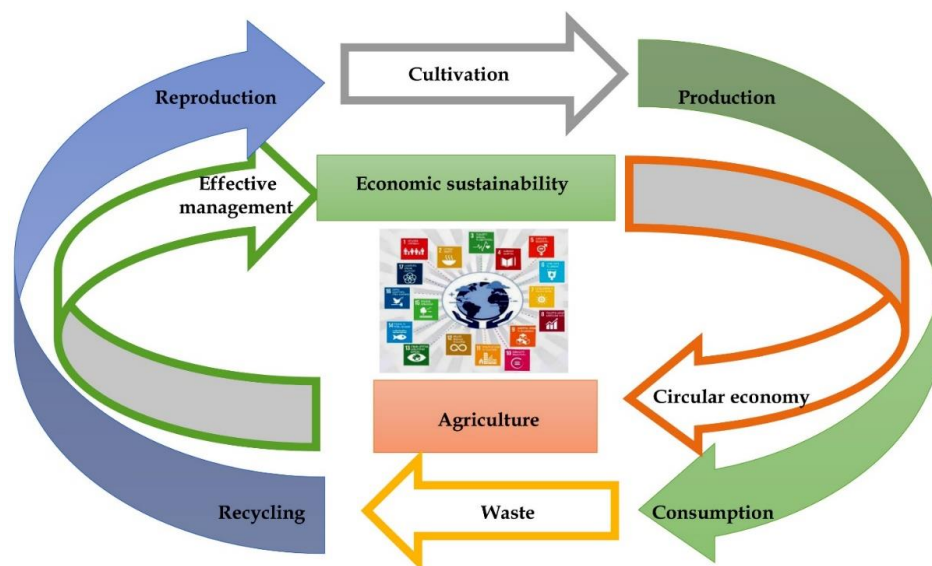 Cultivation
Reproduction
Production
Effective
management
Economic sustainability
Circular economy
Agriculture
Recycling
Waste
Consumption